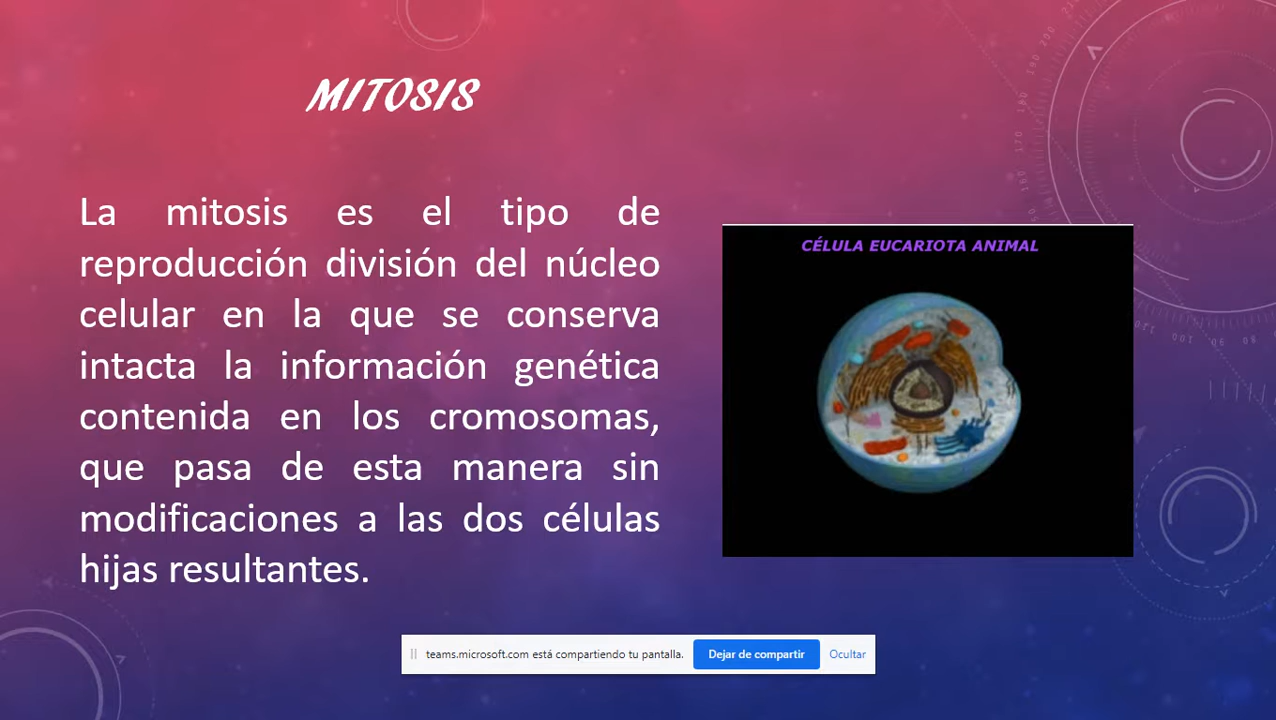 MITOSIS
La mitosis es el tipo de
reproducción división del núcleo
celular en la que se conserva
intacta la información genética
contenida en los cromosomas,
que pasa de esta manera sin
modificaciones a las dos células
hijas resultantes.
CÉLULA EUCARIOTA ANIMAL
teams.microsoft.com está compartiendo tu pantalla.
Dejar de compartir
Ocultar